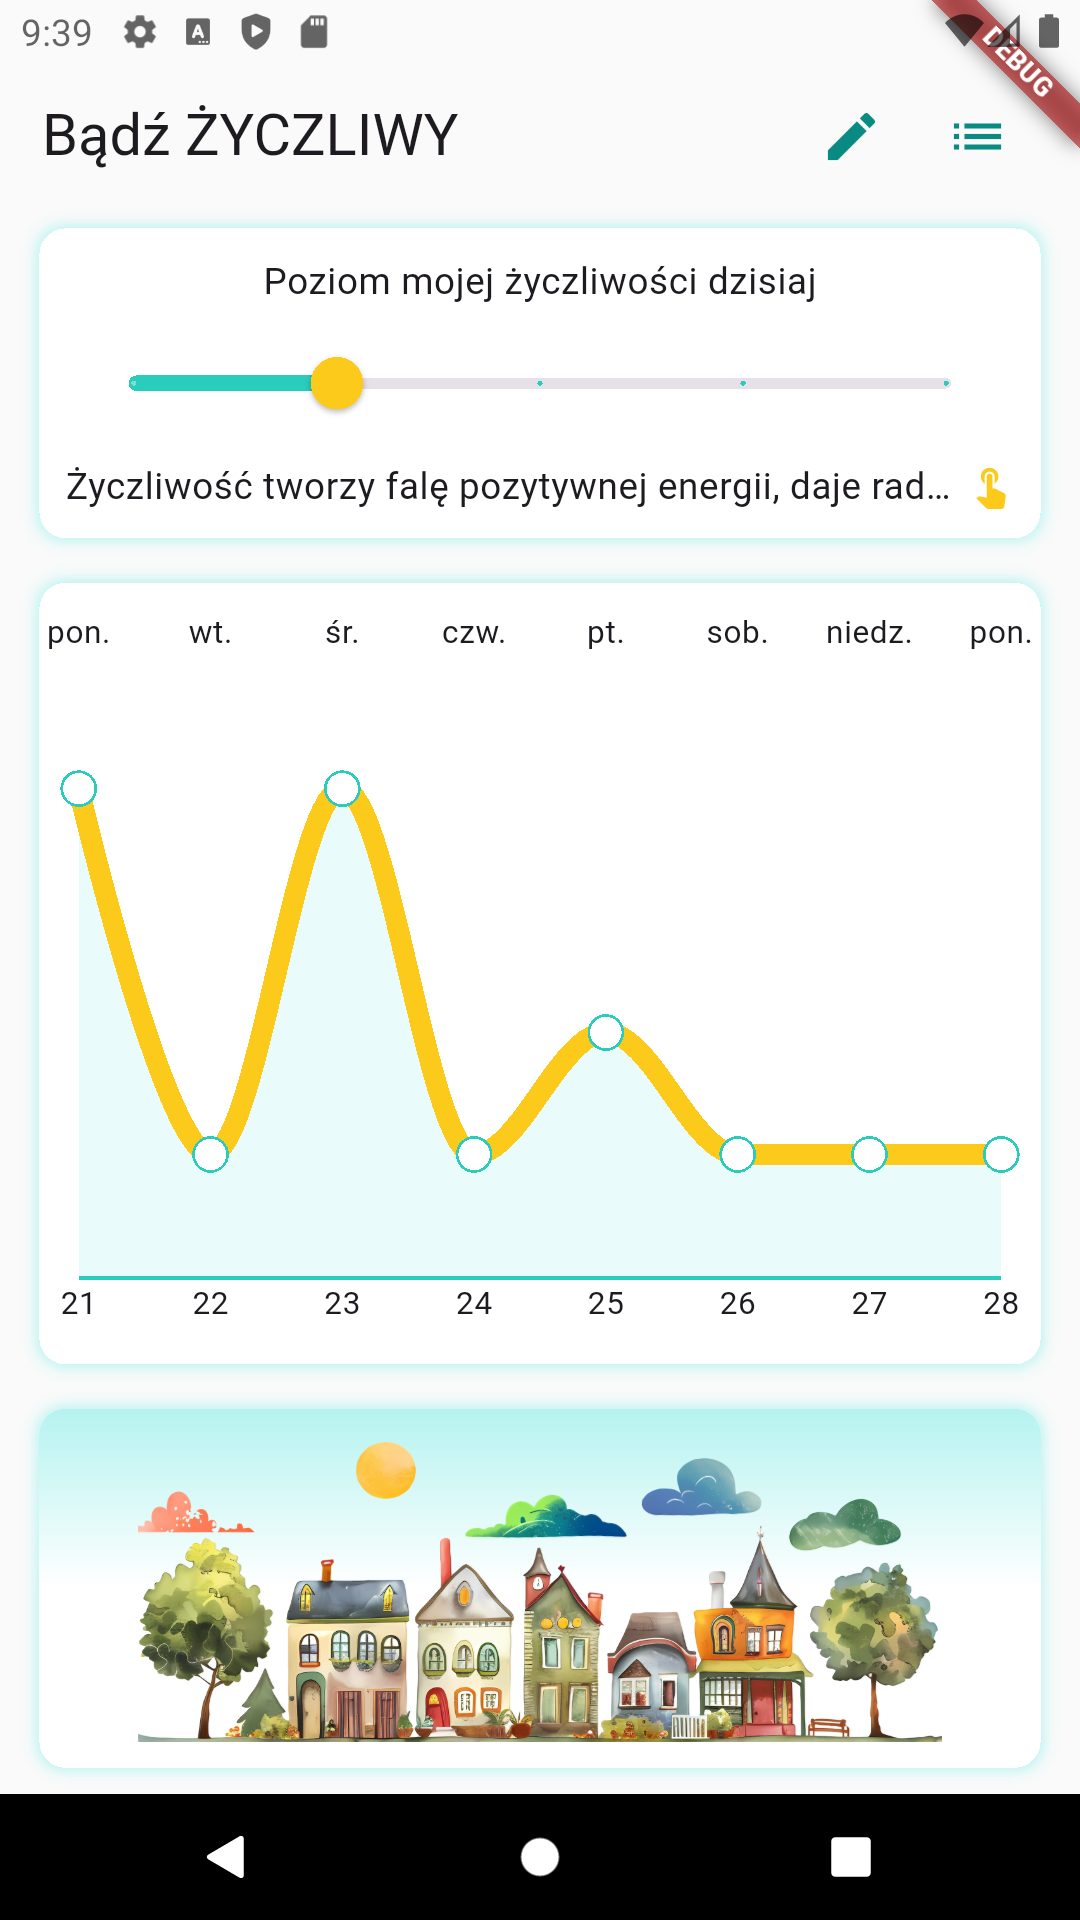 9:39
DEBUG
Bądź ŻYCZLIWY
Poziom mojej życzliwości dzisiaj
Życzliwość tworzy falę pozytywnej energii, daje rad...
pon. wt. śr. czw. pt. sob. niedz. pon.
21 22 23 24 25 26 27 28